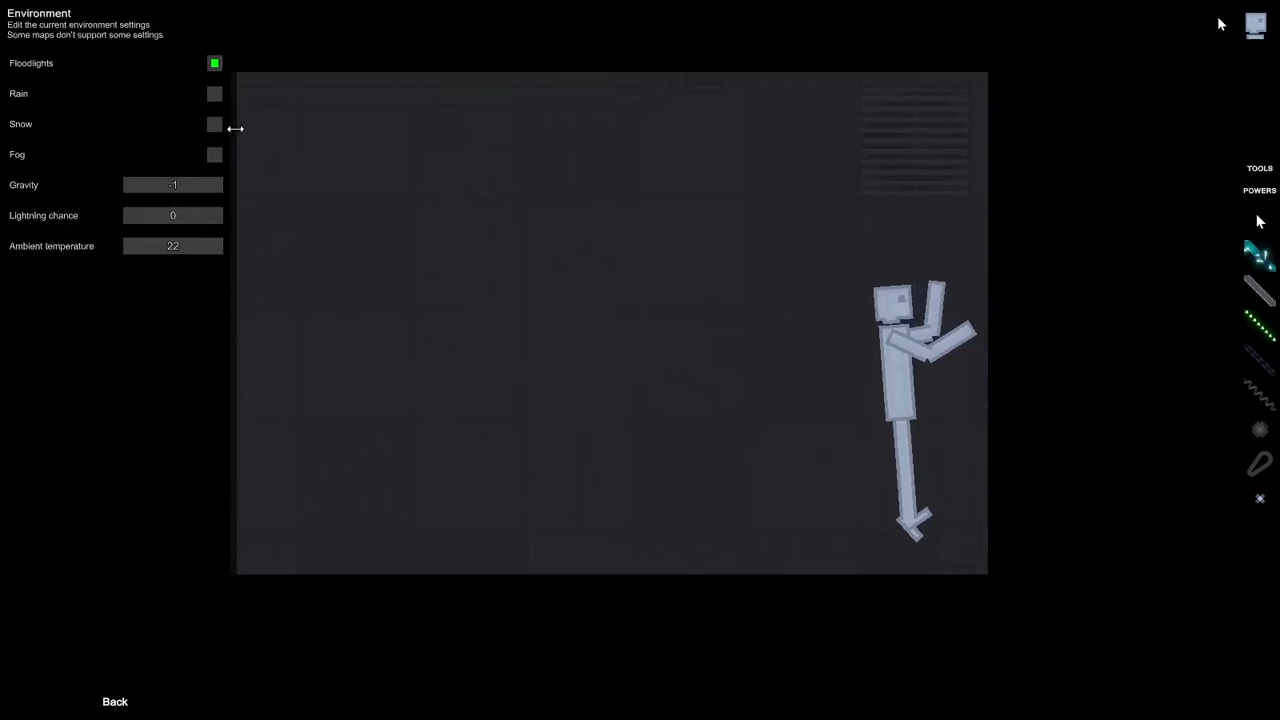 Environment
Edit the current environment settings
Some maps don't support some settings
Floodlights
Rain
Snow
Fog
Gravity -1
Lightning chance 0
Ambient temperature 22
TOOLS
POWERS
Back